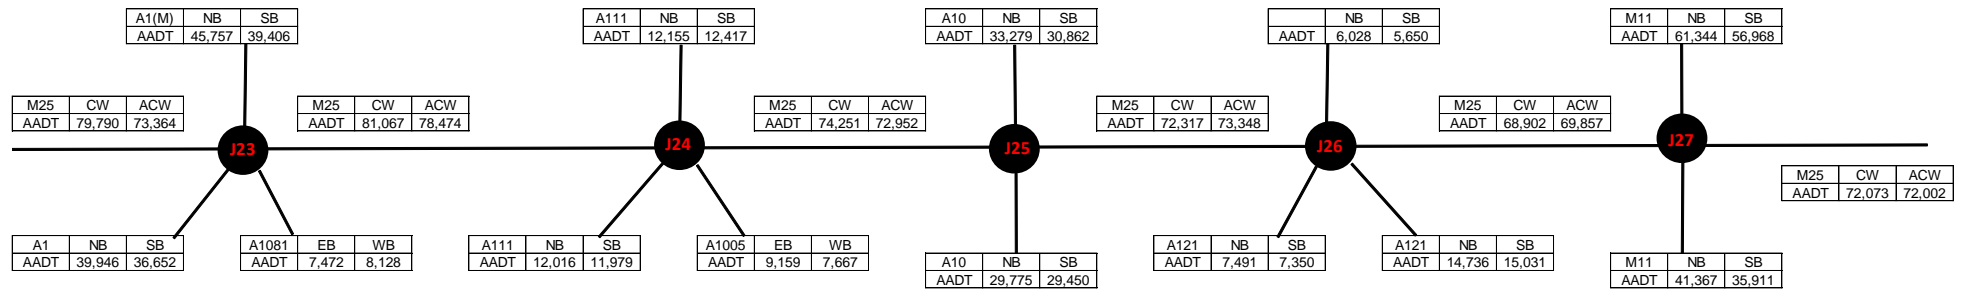 A1(M) NB SB
AADT 45,757 39,406
A111 NB SB
AADT 12,155 12,417
A10 NB SB
AADT 33,279 30,862
NB SB
AADT 6,028 5,650
M11 NB SB
AADT 61,344 56,968
M25 CW ACW
AADT 79,790 73,364
M25 CW ACW
AADT 81,067 78,474
M25 CW ACW
AADT 74,251 72,952
M25 CW ACW
AADT 72,317 73,348
M25 CW ACW
AADT 68,902 69,857
J23
J24
J25
J26
J27
M25 CW ACW
AADT 72,073 72,002
A1 NB SB
AADT 39,946 36,652
A1081 EB WB
AADT 7,472 8,128
A111 NB SB
AADT 12,016 11,979
A1005 EB WB
AADT 9,159 7,667
A10 NB SB
AADT 29,775 29,450
A121 NB SB
AADT 7,491 7,350
A121 NB SB
AADT 14,736 15,031
M11 NB SB
AADT 41,367 35,911